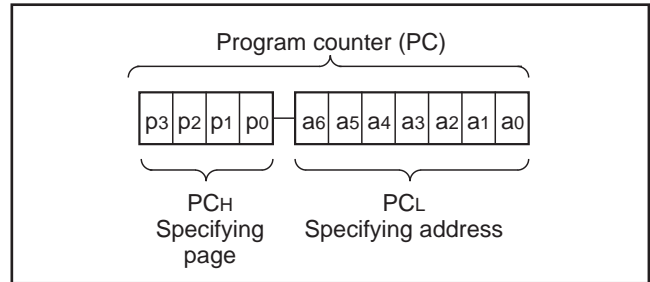 Program counter (PC)
p3 p2 p1 p0 a6 a5 a4 a3 a2 a1 a0
PCH PCL
Specifying Specifying address
page